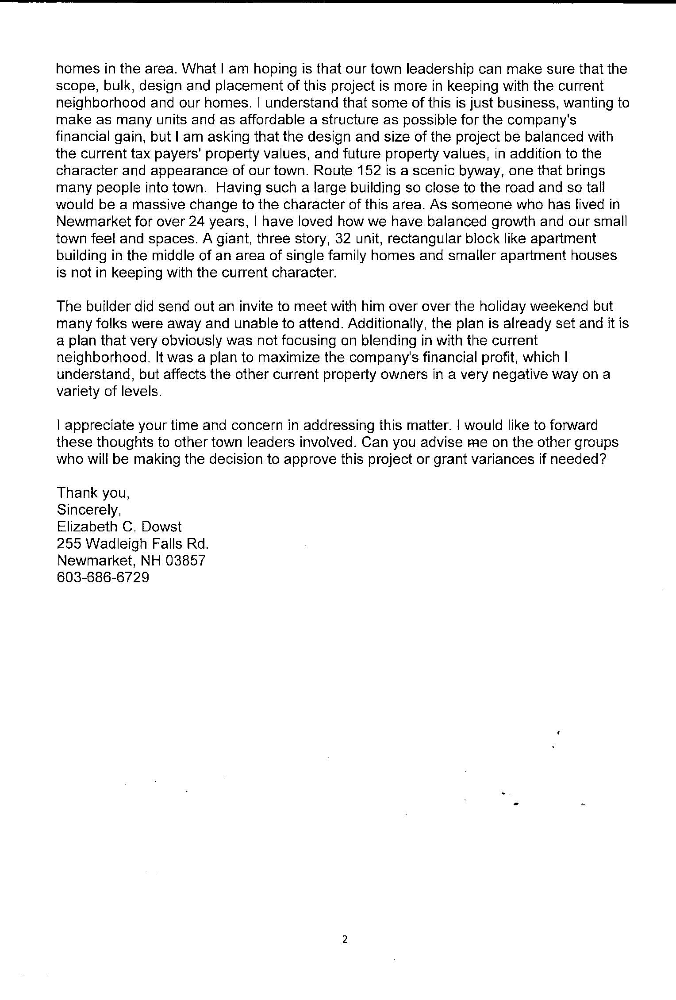 homes in the area. What I am hoping is that our town leadership can make sure that the
scope, bulk, design and placement of this project is more in keeping with the current
neighborhood and our homes. I understand that some of this is just business, wanting to
make as many units and as affordable a structure as possible for the company's
financial gain, but I am asking that the design and size of the project be balanced with
the current tax payers' property values, and future property values, in addition to the
character and appearance of our town. Route 152 is a scenic byway, one that brings
many people into town.  Having such a large building so close to the road and so tall
would be a massive change to the character of this area. As someone who has lived in
Newmarket for over 24 years, I have loved how we have balanced growth and our small
town feel and spaces. A giant, three story, 32 unit, rectangular block like apartment
building in the middle of an area of single family homes and smaller apartment houses
is not in keeping with the current character.
The builder did send out an invite to meet with him over over the holiday weekend but
many folks were away and unable to attend. Additionally, the plan is already set and it is
a plan that very obviously was not focusing on blending in with the current
neighborhood. It was a plan to maximize the company's financial profit, which I
understand, but affects the other current property owners in a very negative way on a
variety of levels.
I appreciate your time and concern in addressing this matter. I would like to forward
these thoughts to other town leaders involved. Can you advise me on the other groups
who will be making the decision to approve this project or grant variances if needed?
Thank you,
Sincerely,
Elizabeth C. Dowst
255 Wadleigh Falls Rd.
Newmarket, NH 03857
603-686-6729
2